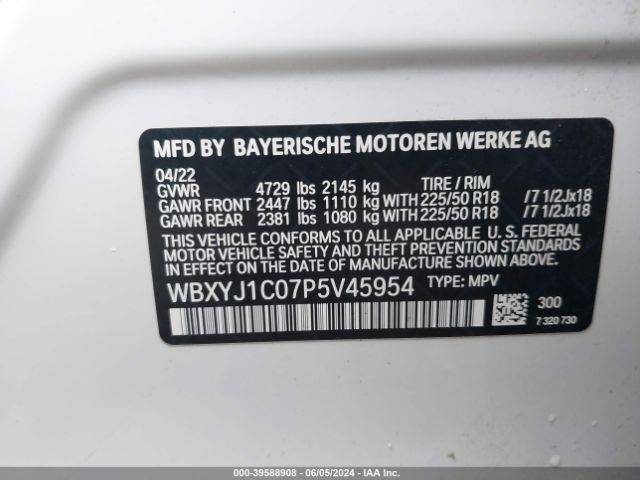 MFD BY BAYERISCHE MOTOREN WERKE AG
04/22
GVWR 4729 lbs 2145 kg TIRE / RIM
GAWR FRONT 2447 lbs 1110 kg WITH 225/50 R18 /7 1/2Jx18
GAWR REAR 2381 lbs 1080 kg WITH 225/50 R18 /7 1/2Jx18
THIS VEHICLE CONFORMS TO ALL APPLICABLE U. S. FEDERAL
MOTOR VEHICLE SAFETY AND THEFT PREVENTION STANDARDS
IN EFFECT ON THE DATE OF MANUFACTURE SHOWN ABOVE.
WBXYJ1C07P5V45954 TYPE: MPV
300
7 320 730
000-39588908 - 06/05/2024 - IAAI.COM